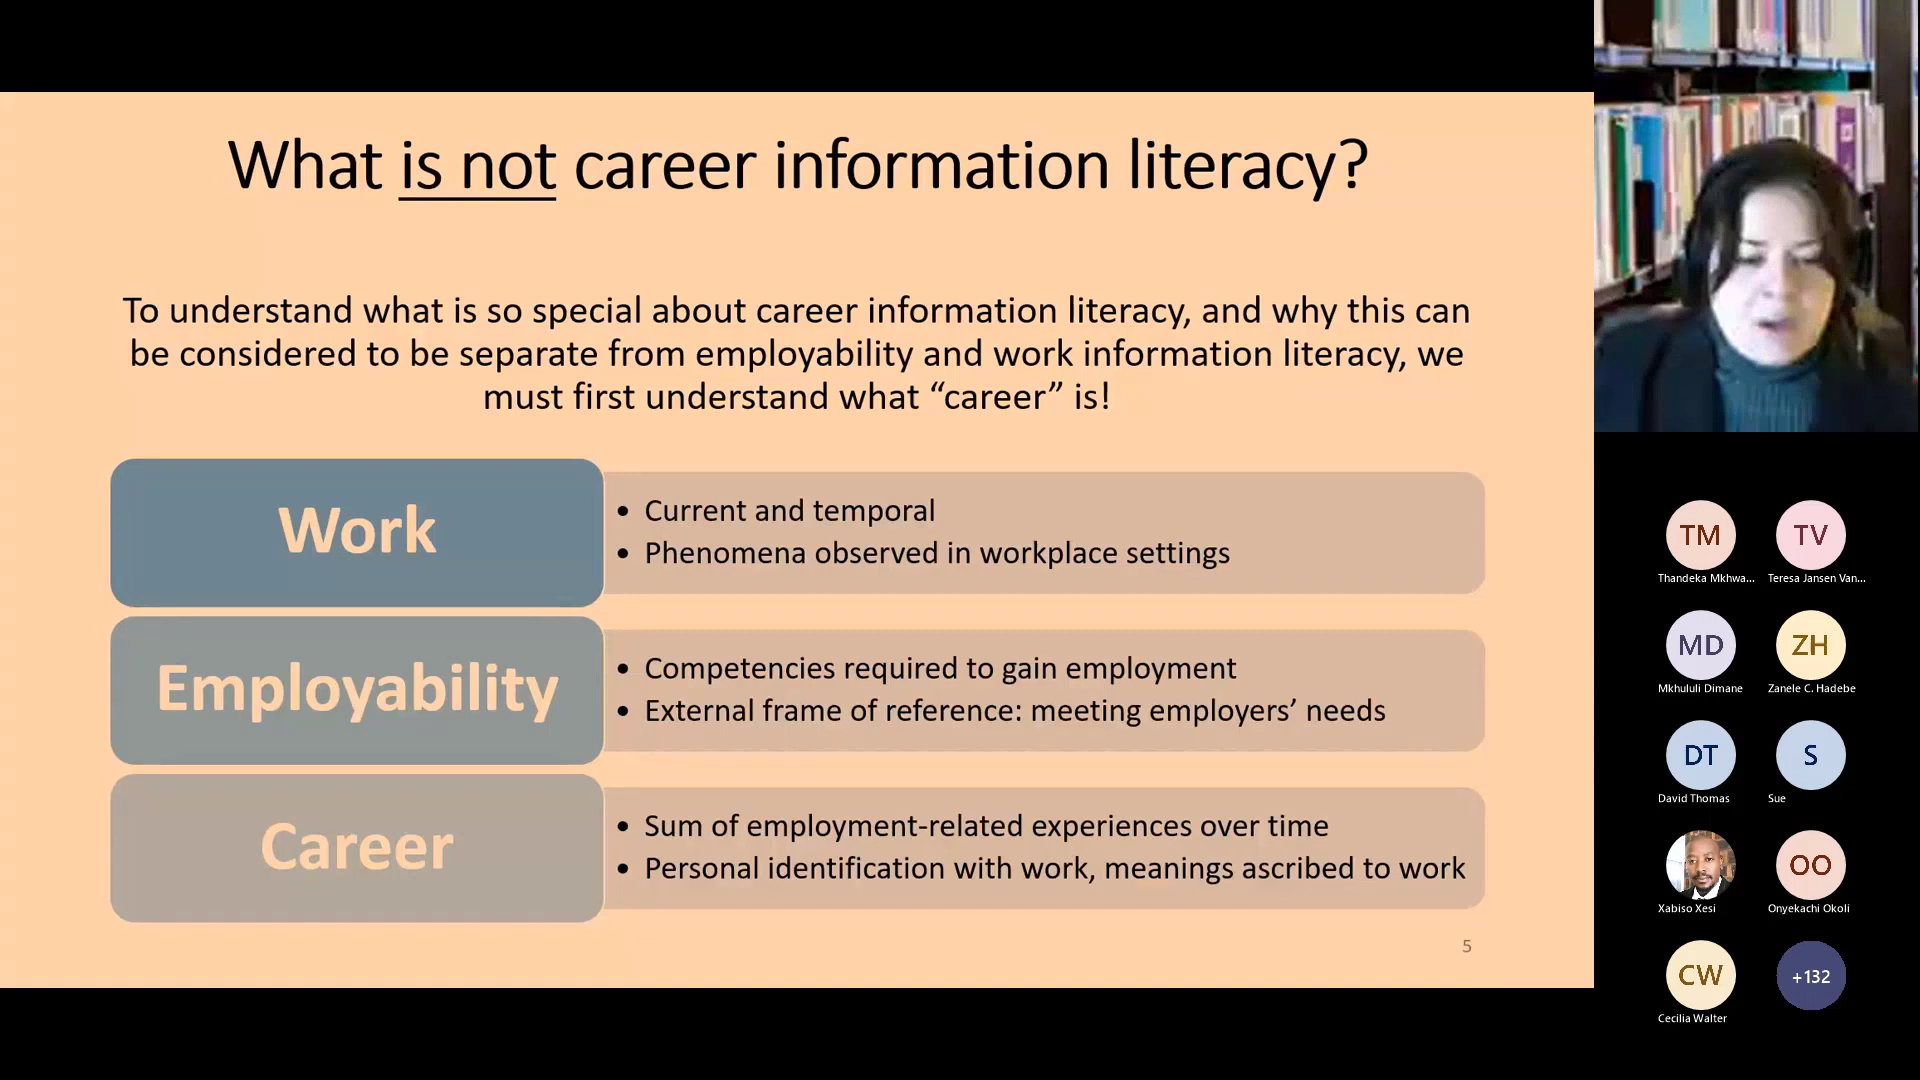 What is not career information literacy?
To understand what is so special about career information literacy, and why this can
be considered to be separate from employability and work information literacy, we
must first understand what “career” is!
Work
• Current and temporal
• Phenomena observed in workplace settings
Employability
• Competencies required to gain employment
• External frame of reference: meeting employers’ needs
Career
• Sum of employment-related experiences over time
• Personal identification with work, meanings ascribed to work
5
TM
TV
Thandeka Mkhwa...
Teresa Jansen Van...
MD
ZH
Mkhululi Dimane
Zanele C. Hadebe
DT
S
David Thomas
Sue
OO
Xabiso Xesi
Onyekachi Okoli
CW
+132
Cecilia Walter